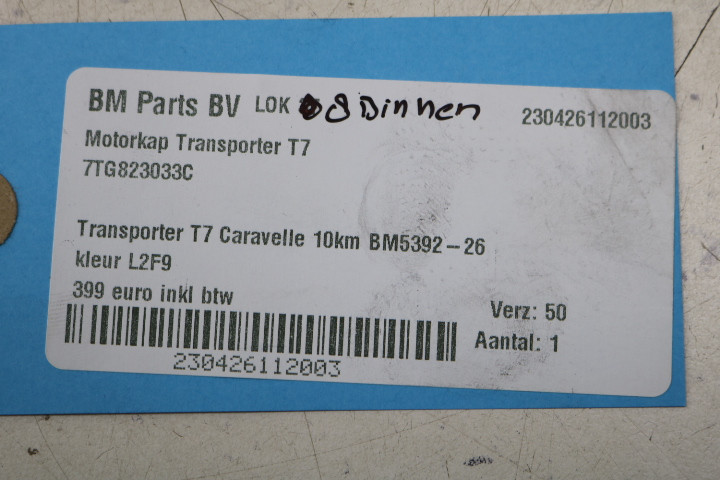 BM Parts BV LOK 8 Binnen 230426112003
Motorkap Transporter T7
7TG823033C
Transporter T7 Caravelle 10km BM5392-26
kleur L2F9
399 euro inkl btw
Verz: 50
Aantal: 1
230426112003